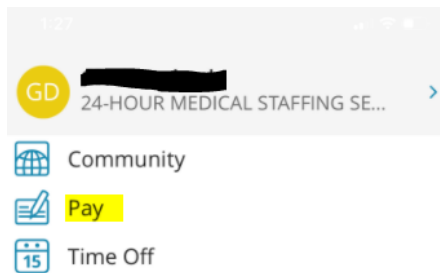 1:27
GD
24-HOUR MEDICAL STAFFING SE...
Community
Pay
15
Time Off